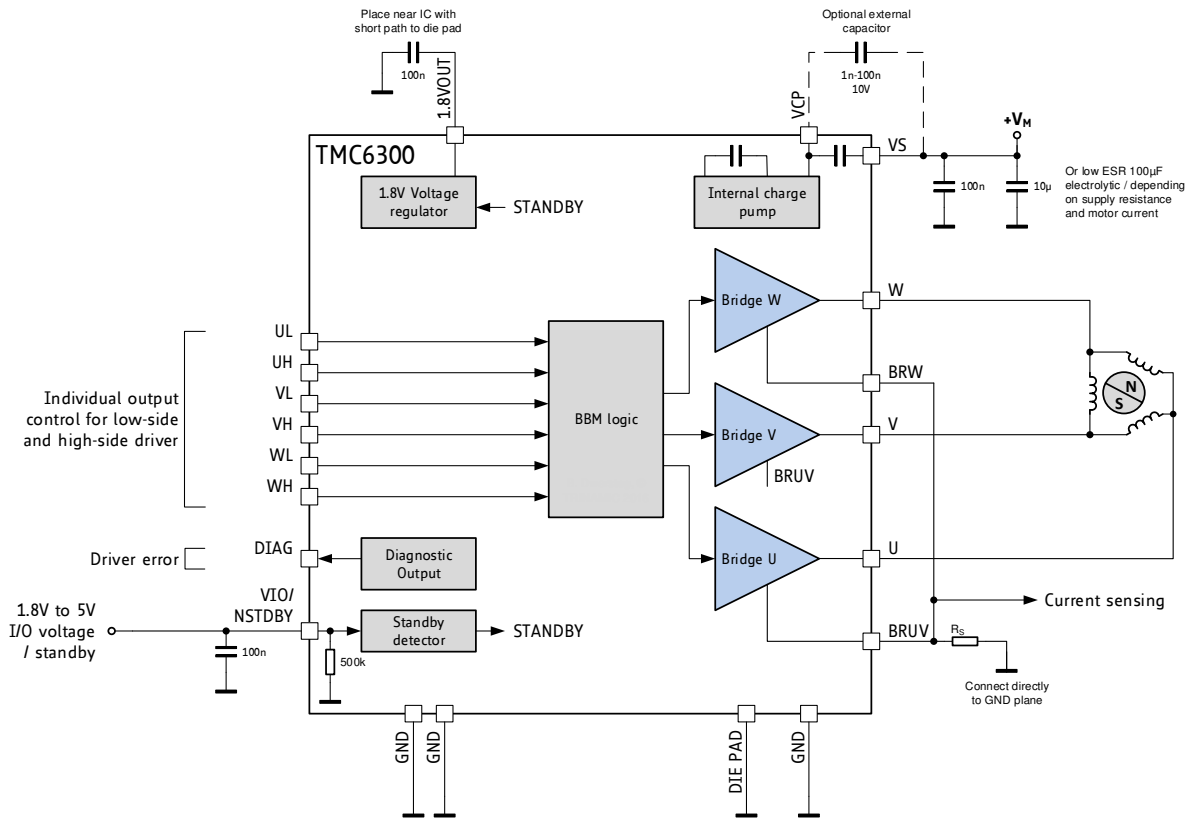 Place near IC with
short path to die pad
100n
1.8VOUT
Optional external
capacitor
1n-100n
10V
VCP
+VM
TMC6300
VS
1.8V Voltage
regulator
STANDBY
Internal charge
pump
100n
10µ
Or low ESR 100µF
electrolytic / depending
on supply resistance
and motor current
Bridge W
W
UL
UH
VL
VH
WL
WH
Individual output
control for low-side
and high-side driver
BBM logic
BRW
N
S
Bridge V
V
BRUV
Driver error
DIAG
Diagnostic
Output
Bridge U
U
1.8V to 5V
I/O voltage
/ standby
VIO/
NSTDBY
100n
500k
Standby
detector
STANDBY
Current sensing
BRUV
RS
Connect directly
to GND plane
GND
GND
DIE PAD
GND